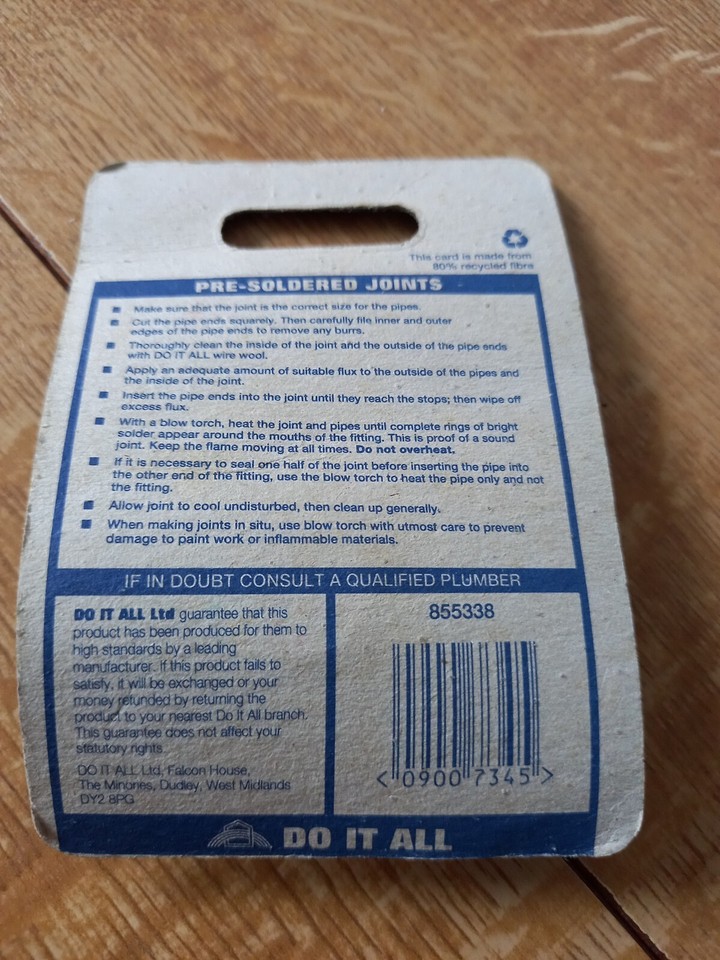 This card is made from
80% recycled fibre
PRE-SOLDERED JOINTS
■ Make sure that the joint is the correct size for the pipes.
■ Cut the pipe ends squarely. Then carefully file inner and outer
edges of the pipe ends to remove any burrs.
■ Thoroughly clean the inside of the joint and the outside of the pipe ends
with DO IT ALL wire wool.
■ Apply an adequate amount of suitable flux to the outside of the pipes and
the inside of the joint.
■ Insert the pipe ends into the joint until they reach the stops; then wipe off
excess flux.
■ With a blow torch, heat the joint and pipes until complete rings of bright
solder appear around the mouths of the fitting. This is proof of a sound
joint. Keep the flame moving at all times. Do not overheat.
■ If it is necessary to seal one half of the joint before inserting the pipe into
the other end of the fitting, use the blow torch to heat the pipe only and not
the fitting.
■ Allow joint to cool undisturbed, then clean up generally.
■ When making joints in situ, use blow torch with utmost care to prevent
damage to paint work or inflammable materials.
IF IN DOUBT CONSULT A QUALIFIED PLUMBER
DO IT ALL Ltd guarantee that this
product has been produced for them to
high standards by a leading
manufacturer. If this product fails to
satisfy, it will be exchanged or your
money refunded by returning the
product to your nearest Do It All branch.
This guarantee does not affect your
statutory rights.
DO IT ALL Ltd, Falcon House,
The Minories, Dudley, West Midlands
DY2 8PG
855338
<0900 7345>
DO IT ALL